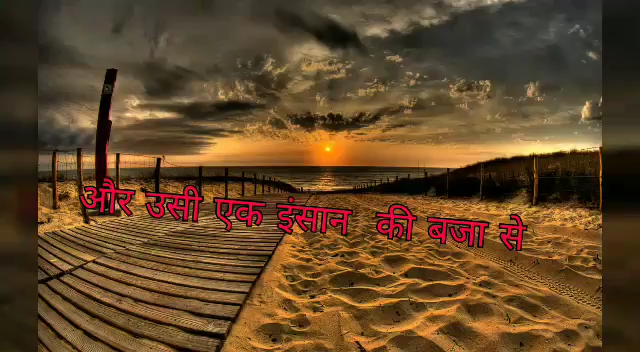 और उसी एक इंसान की बजा से